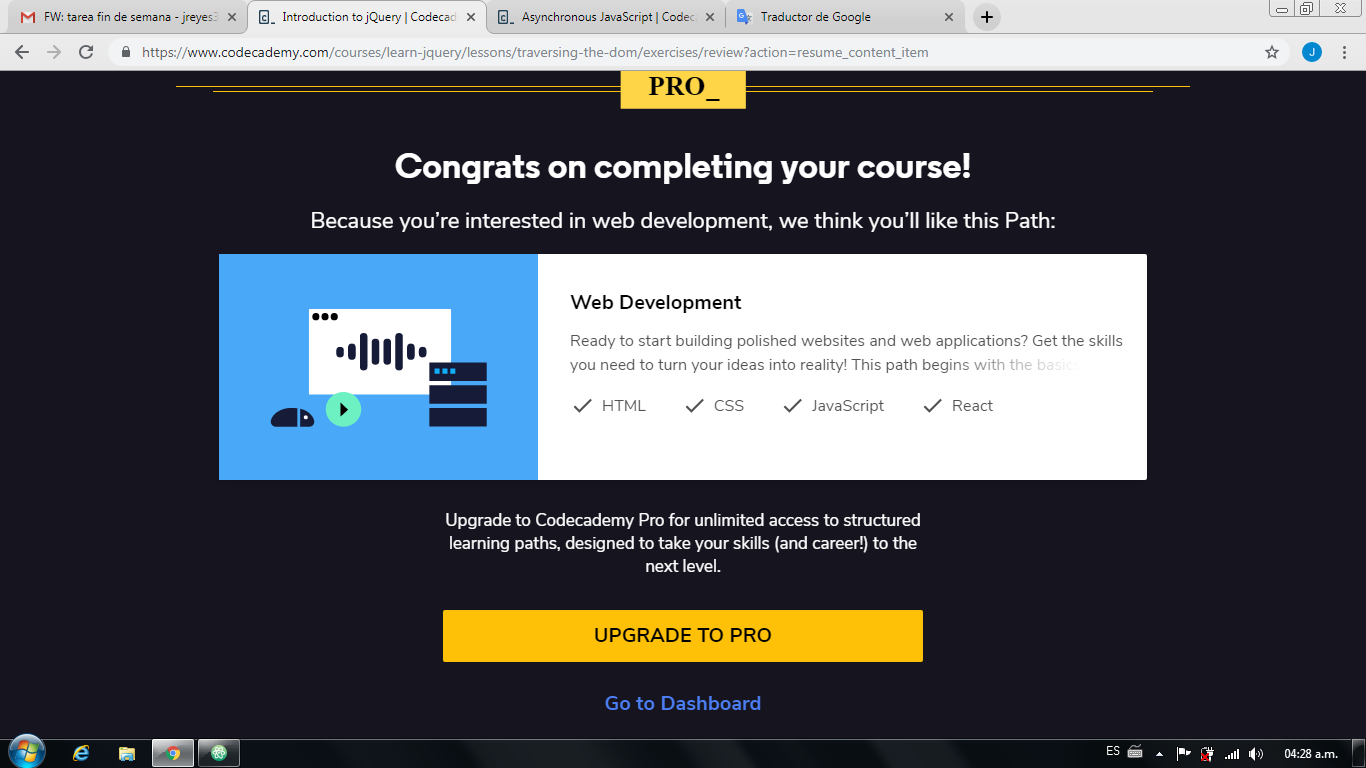 FW: tarea fin de semana - jreyes3
Introduction to jQuery | Codecad
Asynchronous JavaScript | Codec
Traductor de Google
https://www.codecademy.com/courses/learn-jquery/lessons/traversing-the-dom/exercises/review?action=resume_content_item
J
PRO_
Congrats on completing your course!
Because you’re interested in web development, we think you’ll like this Path:
Web Development
Ready to start building polished websites and web applications? Get the skills
you need to turn your ideas into reality! This path begins with the basics
HTML
CSS
JavaScript
React
Upgrade to Codecademy Pro for unlimited access to structured
learning paths, designed to take your skills (and career!) to the
next level.
UPGRADE TO PRO
Go to Dashboard
ES
04:28 a.m.